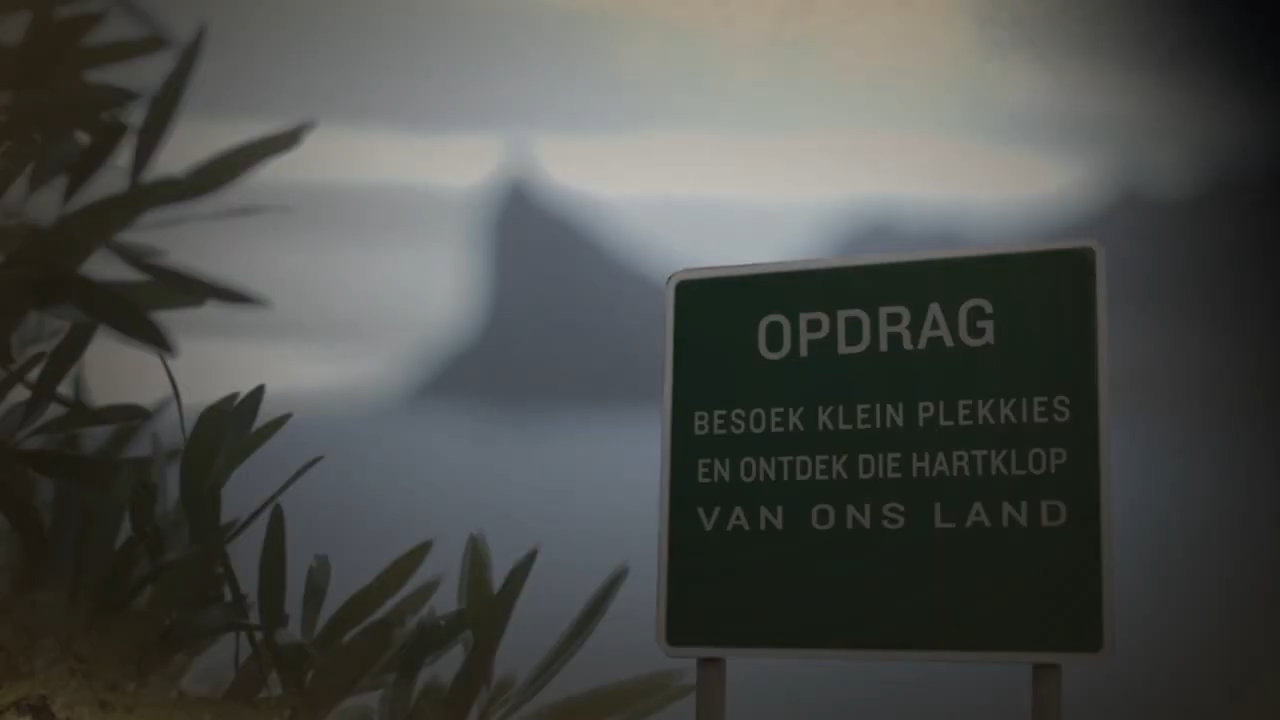 OPDRAG
BESOEK KLEIN PLEKKIES
EN ONTDEK DIE HARTKLOP
VAN ONS LAND